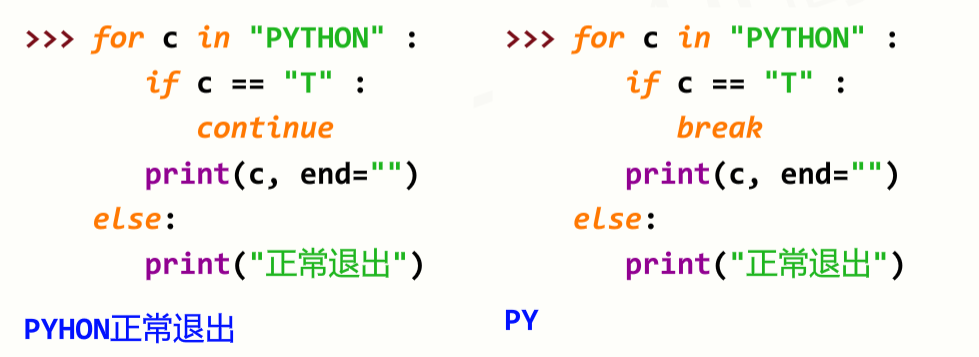 >>> for c in "PYTHON" :
        if c == "T" :
            continue
        print(c, end="")
    else:
        print("正常退出")
PYHON正常退出
>>> for c in "PYTHON" :
        if c == "T" :
            break
        print(c, end="")
    else:
        print("正常退出")
PY